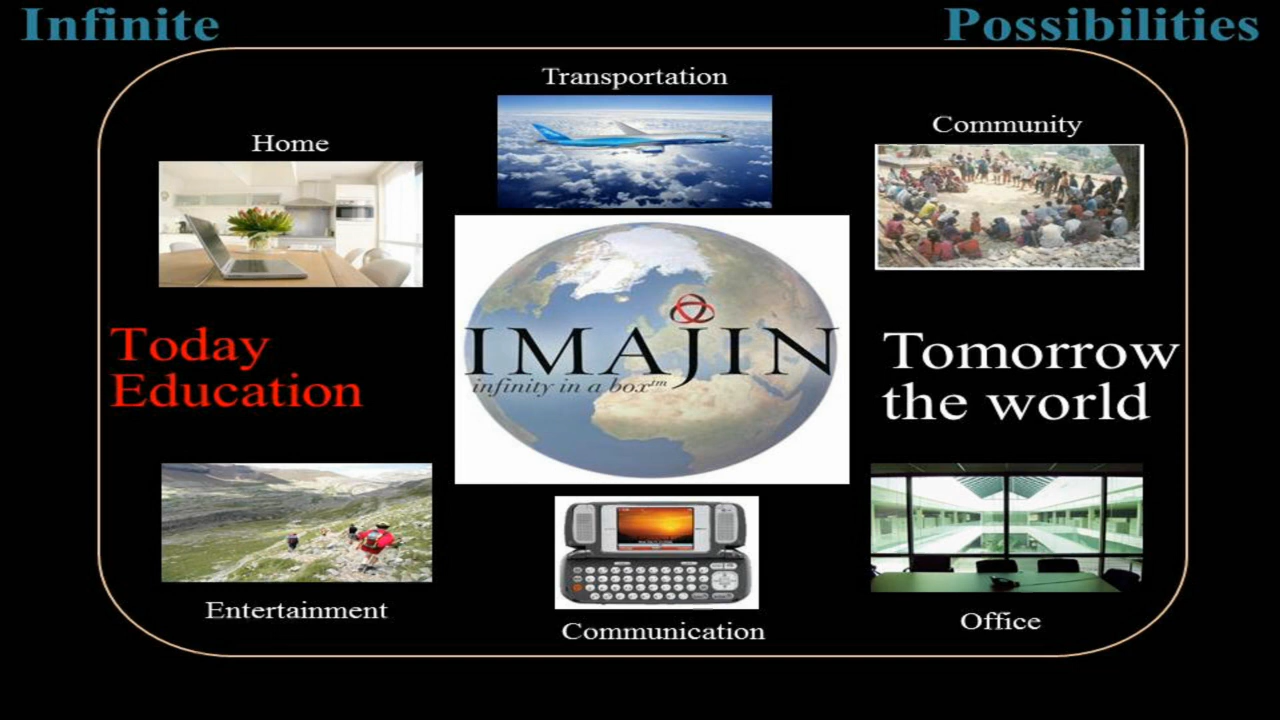 Infinite Possibilities
Transportation
Community
Home
IMAJIN
infinity in a box™
Today
Education
Tomorrow
the world
Entertainment
Communication
Office